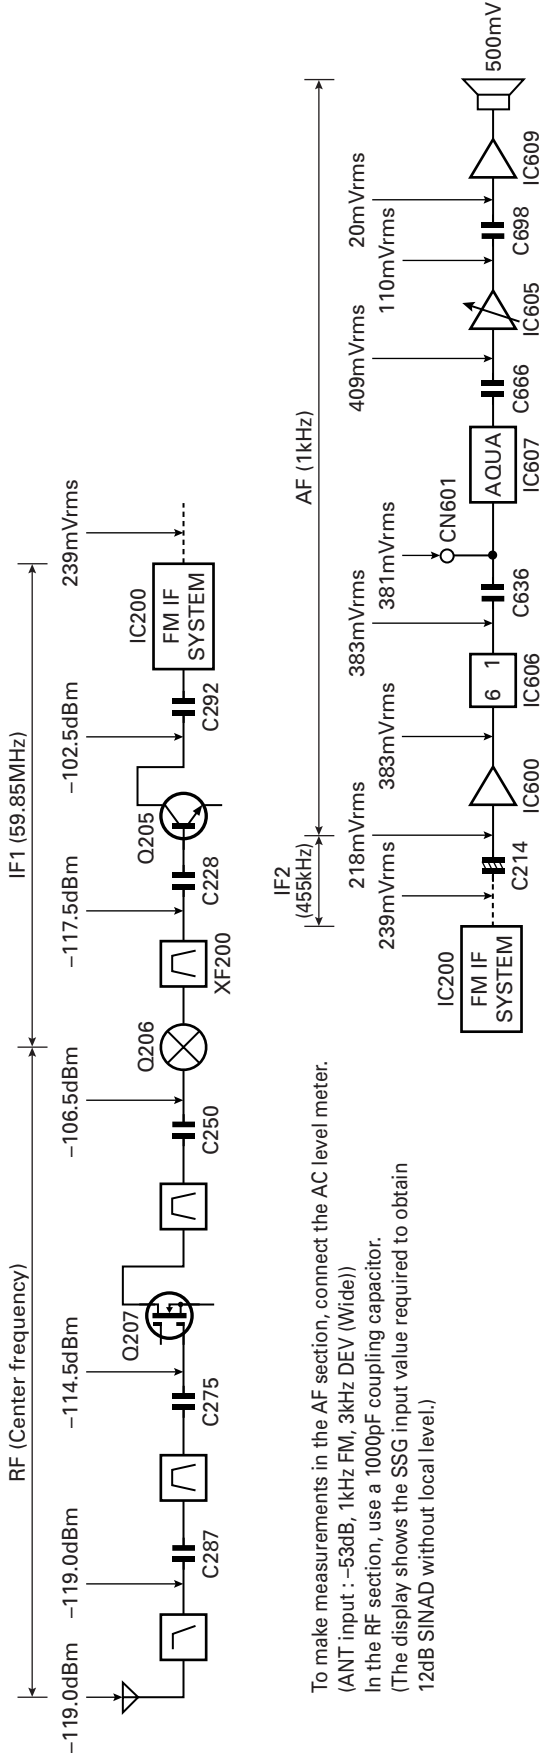 RF (Center frequency)
IF1 (59.85MHz)
–119.0dBm
–119.0dBm
–114.5dBm
–106.5dBm
–117.5dBm
–102.5dBm
239mVrms
C287
C275
Q207
C250
Q206
XF200
C228
Q205
C292
IC200
FM IF
SYSTEM
IF2
(455kHz)
AF (1kHz)
239mVrms
218mVrms
383mVrms
383mVrms
381mVrms
409mVrms
110mVrms
20mVrms
500mV
IC200
FM IF
SYSTEM
C214
IC600
6 1
IC606
C636
CN601
AQUA
IC607
C666
IC605
C698
IC609
To make measurements in the AF section, connect the AC level meter.
(ANT input : –53dB, 1kHz FM, 3kHz DEV (Wide))
In the RF section, use a 1000pF coupling capacitor.
(The display shows the SSG input value required to obtain
12dB SINAD without local level.)